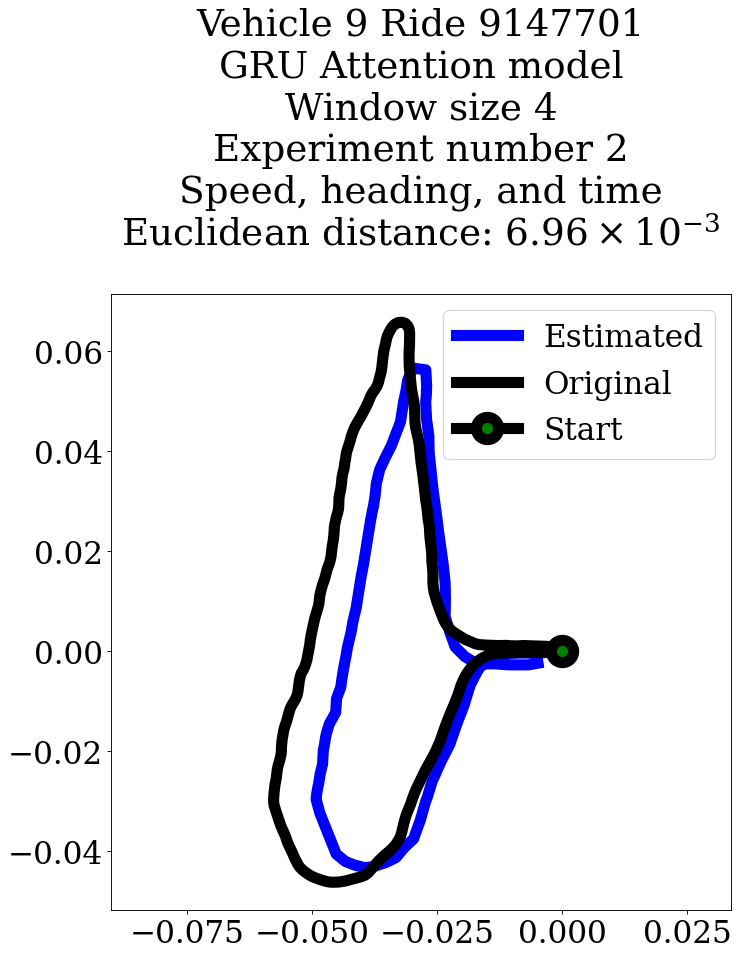 Vehicle 9 Ride 9147701
GRU Attention model
Window size 4
Experiment number 2
Speed, heading, and time
Euclidean distance: 6.96 × 10⁻³
Estimated
Original
Start
0.06
0.04
0.02
0.00
−0.02
−0.04
−0.075 −0.050 −0.025 0.000 0.025